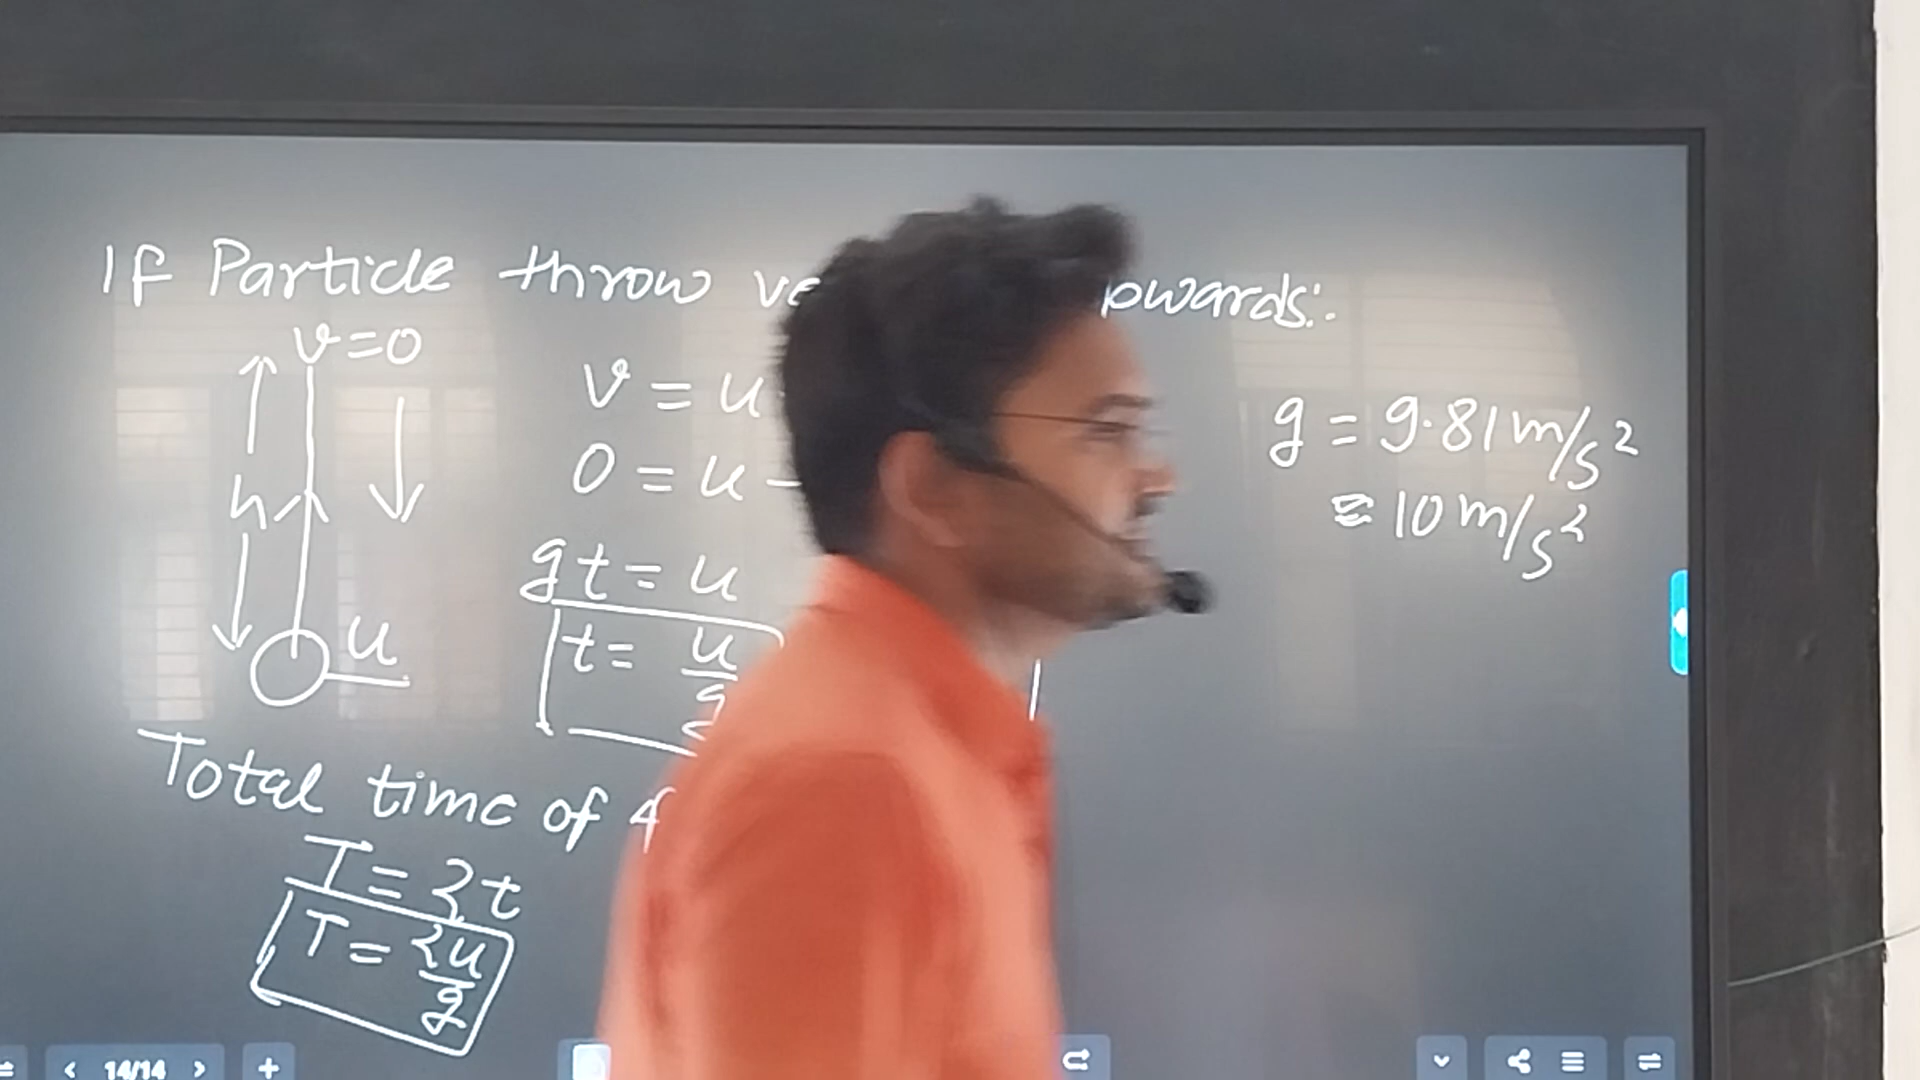 If Particle throw pwards:-
v=0
v = u
0 = u -
h
gt = u
t = u/g
u
g = 9.81 m/s²
≈ 10 m/s²
Total time of
T = 2t
T = 2u/g
14/14